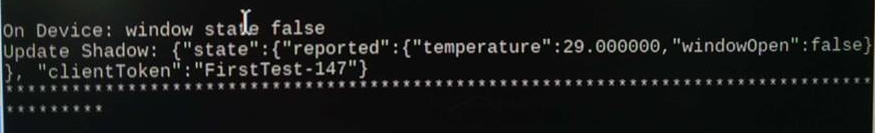 On Device: window state false
Update Shadow: {"state":{"reported":{"temperature":29.000000,"windowOpen":false}
}, "clientToken":"FirstTest-147"}
********************************************************************************
*********